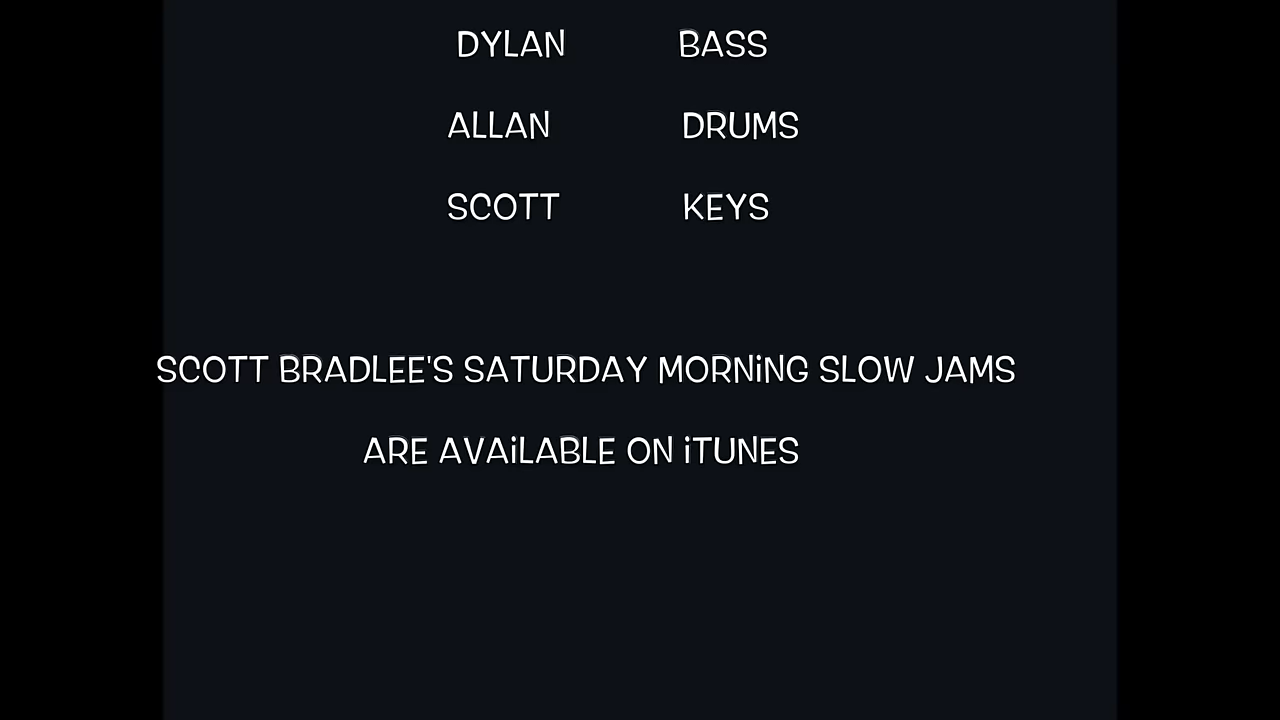 DYLAN BASS
ALLAN DRUMS
SCOTT KEYS
SCOTT BRADLEE'S SATURDAY MORNiNG SLOW JAMS
ARE AVAiLABLE ON iTUNES